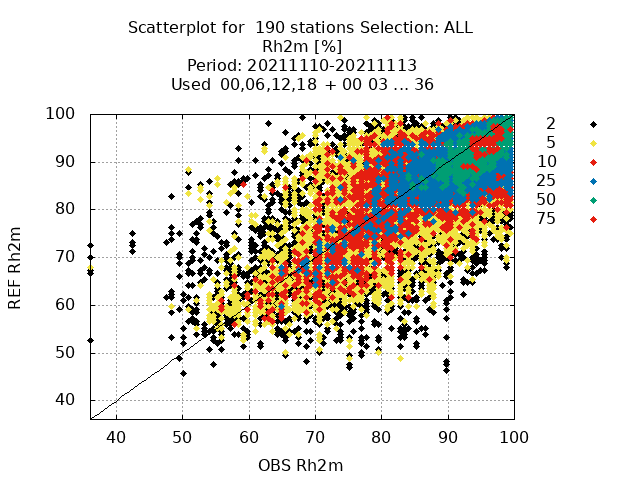 Scatterplot for  190 stations Selection: ALL
Rh2m [%]
Period: 20211110-20211113
Used  00,06,12,18  + 00 03 ... 36
100
90
80
70
60
50
40
REF Rh2m
40 50 60 70 80 90 100
OBS Rh2m
2
5
10
25
50
75